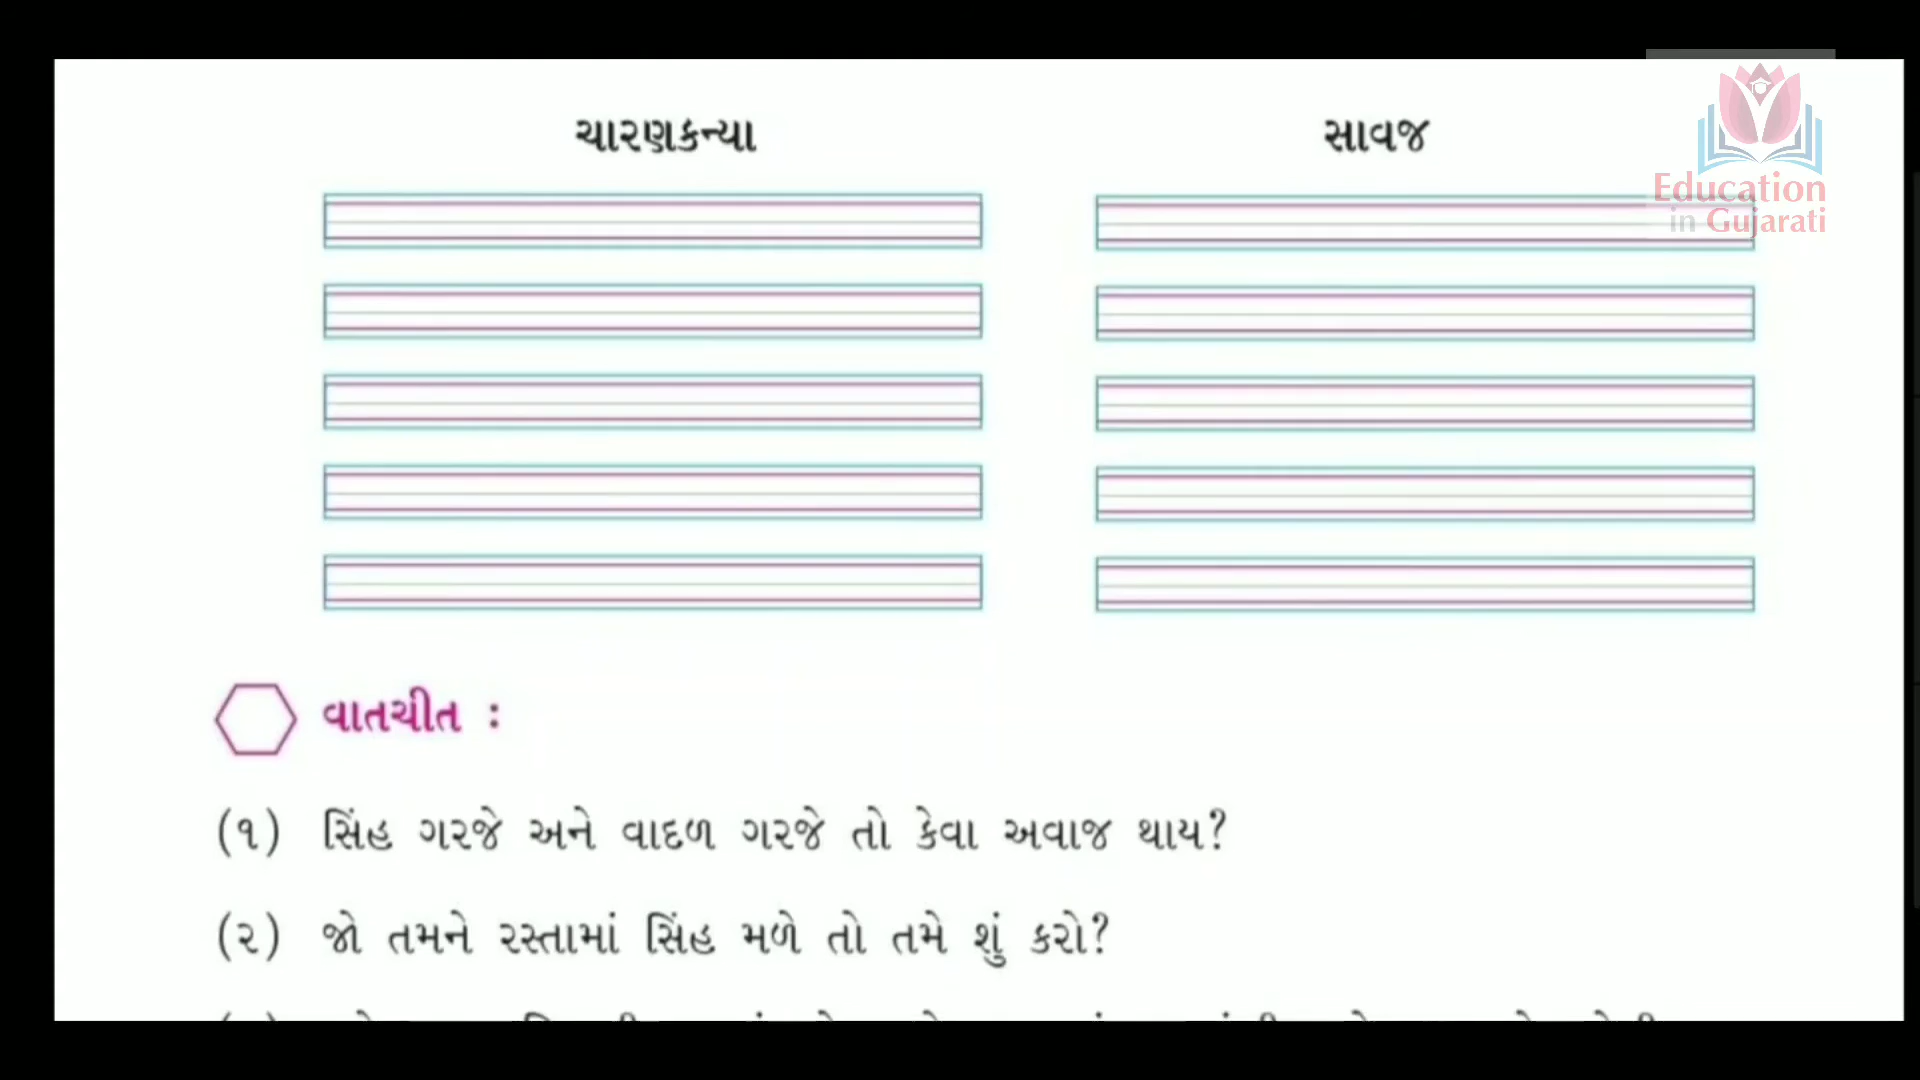 ચારણકન્યા
સાવજ
Education
in Gujarati
વાતચીત :
(૧) સિંહ ગરજે અને વાદળ ગરજે તો કેવા અવાજ થાય?
(૨) જો તમને રસ્તામાં સિંહ મળે તો તમે શું કરો?